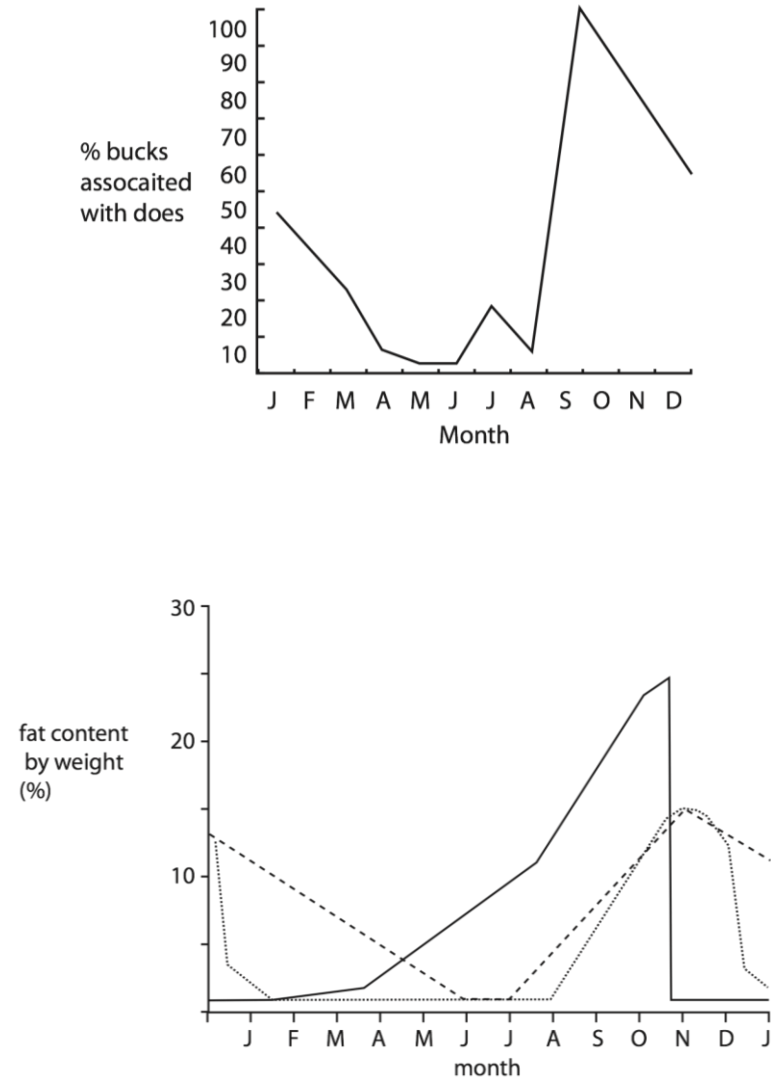 100
90
80
70
60
50
40
30
20
10
% bucks
assocaited
with does
J F M A M J J A S O N D
Month
30
20
10
fat content
by weight
(%)
J F M A M J J A S O N D J
month